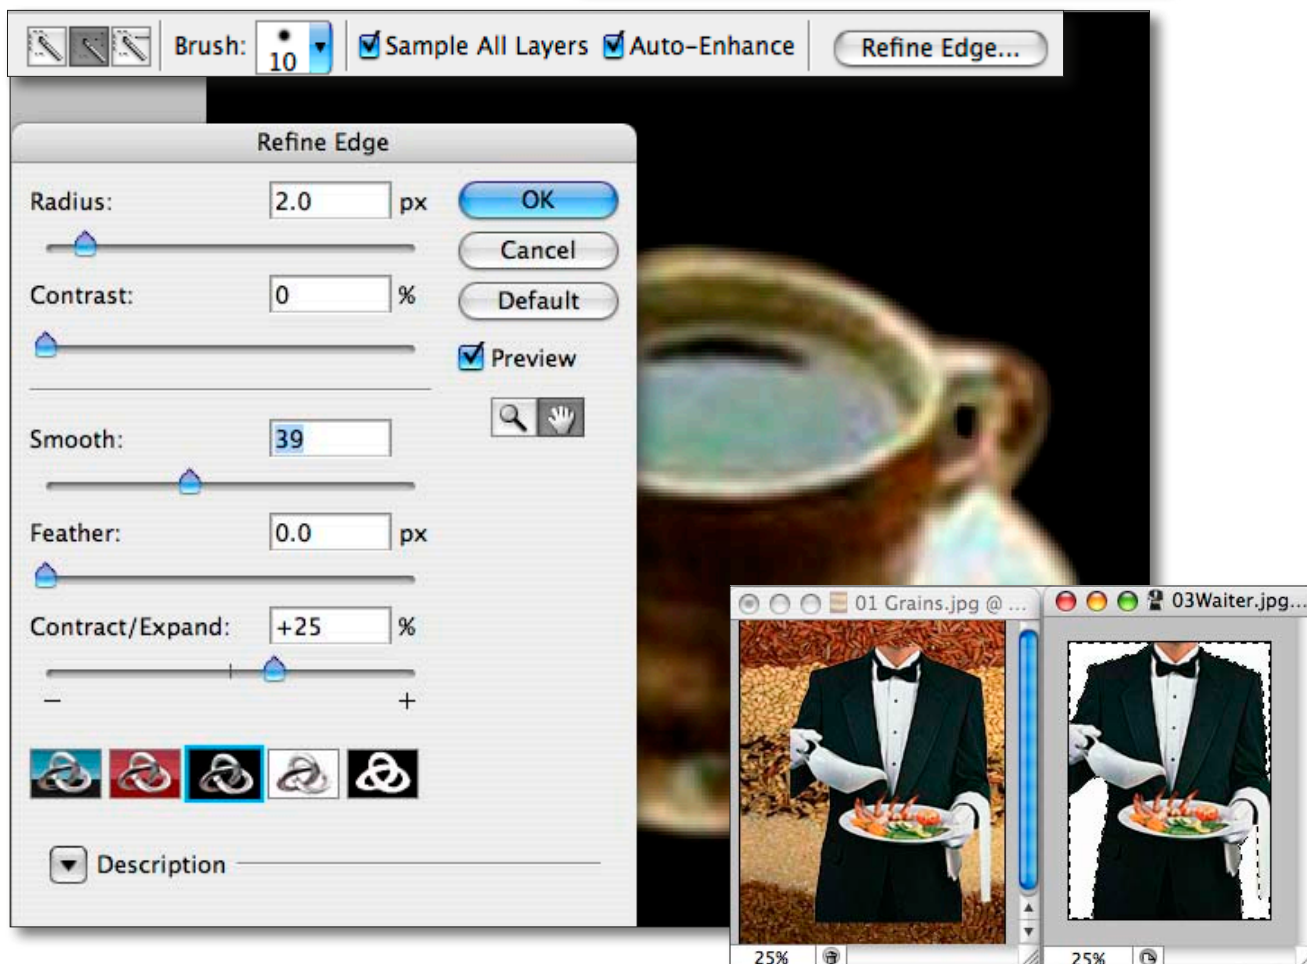 Brush: 10 Sample All Layers Auto-Enhance Refine Edge...
Refine Edge
Radius: 2.0 px
OK
Cancel
Contrast: 0 %
Default
Preview
Smooth: 39
Feather: 0.0 px
Contract/Expand: +25 %
− +
Description
01 Grains.jpg @ ...
25%
03Waiter.jpg...
25%